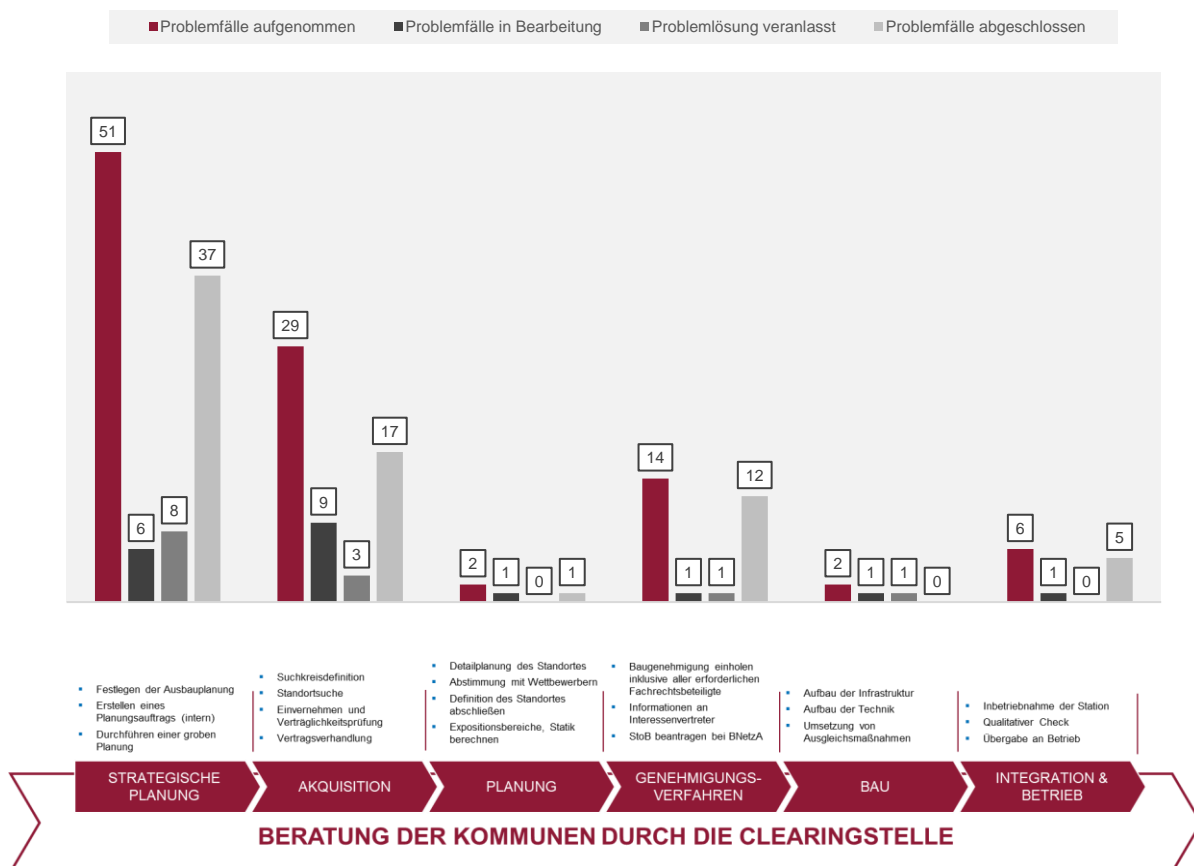 Problemfälle aufgenommen Problemfälle in Bearbeitung Problemlösung veranlasst Problemfälle abgeschlossen
51
6
8
37
29
9
3
17
2
1
0
1
14
1
1
12
2
1
1
0
6
1
0
5
Festlegen der Ausbauplanung
Erstellen eines
Planungsauftrags (intern)
Durchführen einer groben
Planung
Suchkreisdefinition
Standortsuche
Einvernehmen und
Verträglichkeitsprüfung
Vertragsverhandlung
Detailplanung des Standortes
Abstimmung mit Wettbewerbern
Definition des Standortes
abschließen
Expositionsbereiche, Statik
berechnen
Baugenehmigung einholen
inklusive aller erforderlichen
Fachrechtsbeteiligte
Informationen an
Interessenvertreter
StoB beantragen bei BNetzA
Aufbau der Infrastruktur
Aufbau der Technik
Umsetzung von
Ausgleichsmaßnahmen
Inbetriebnahme der Station
Qualitativer Check
Übergabe an Betrieb
STRATEGISCHE
PLANUNG
AKQUISITION
PLANUNG
GENEHMIGUNGS-
VERFAHREN
BAU
INTEGRATION &
BETRIEB
BERATUNG DER KOMMUNEN DURCH DIE CLEARINGSTELLE